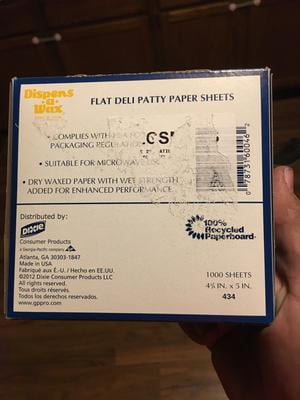 Dispens
-a-
Wax
FLAT DELI PATTY PAPER SHEETS
• COMPLIES WITH
PACKAGING REGULATIO
• SUITABLE FOR MICROWAV
• DRY WAXED PAPER WITH WET STRENGTH
ADDED FOR ENHANCED PERFORMANCE
A
Distributed by:
Dixie
Consumer Products
a Georgia-Pacific company
Atlanta, GA 30303-1847
Made in USA
Fabriqué aux É.-U. / Hecho en EE.UU.
©2012 Dixie Consumer Products LLC
All rights reserved.
Tous droits réservés.
Todos los derechos reservados.
www.gppro.com
100%
Recycled
Paperboard
1000 SHEETS
4¾ in. x 5 in.
434